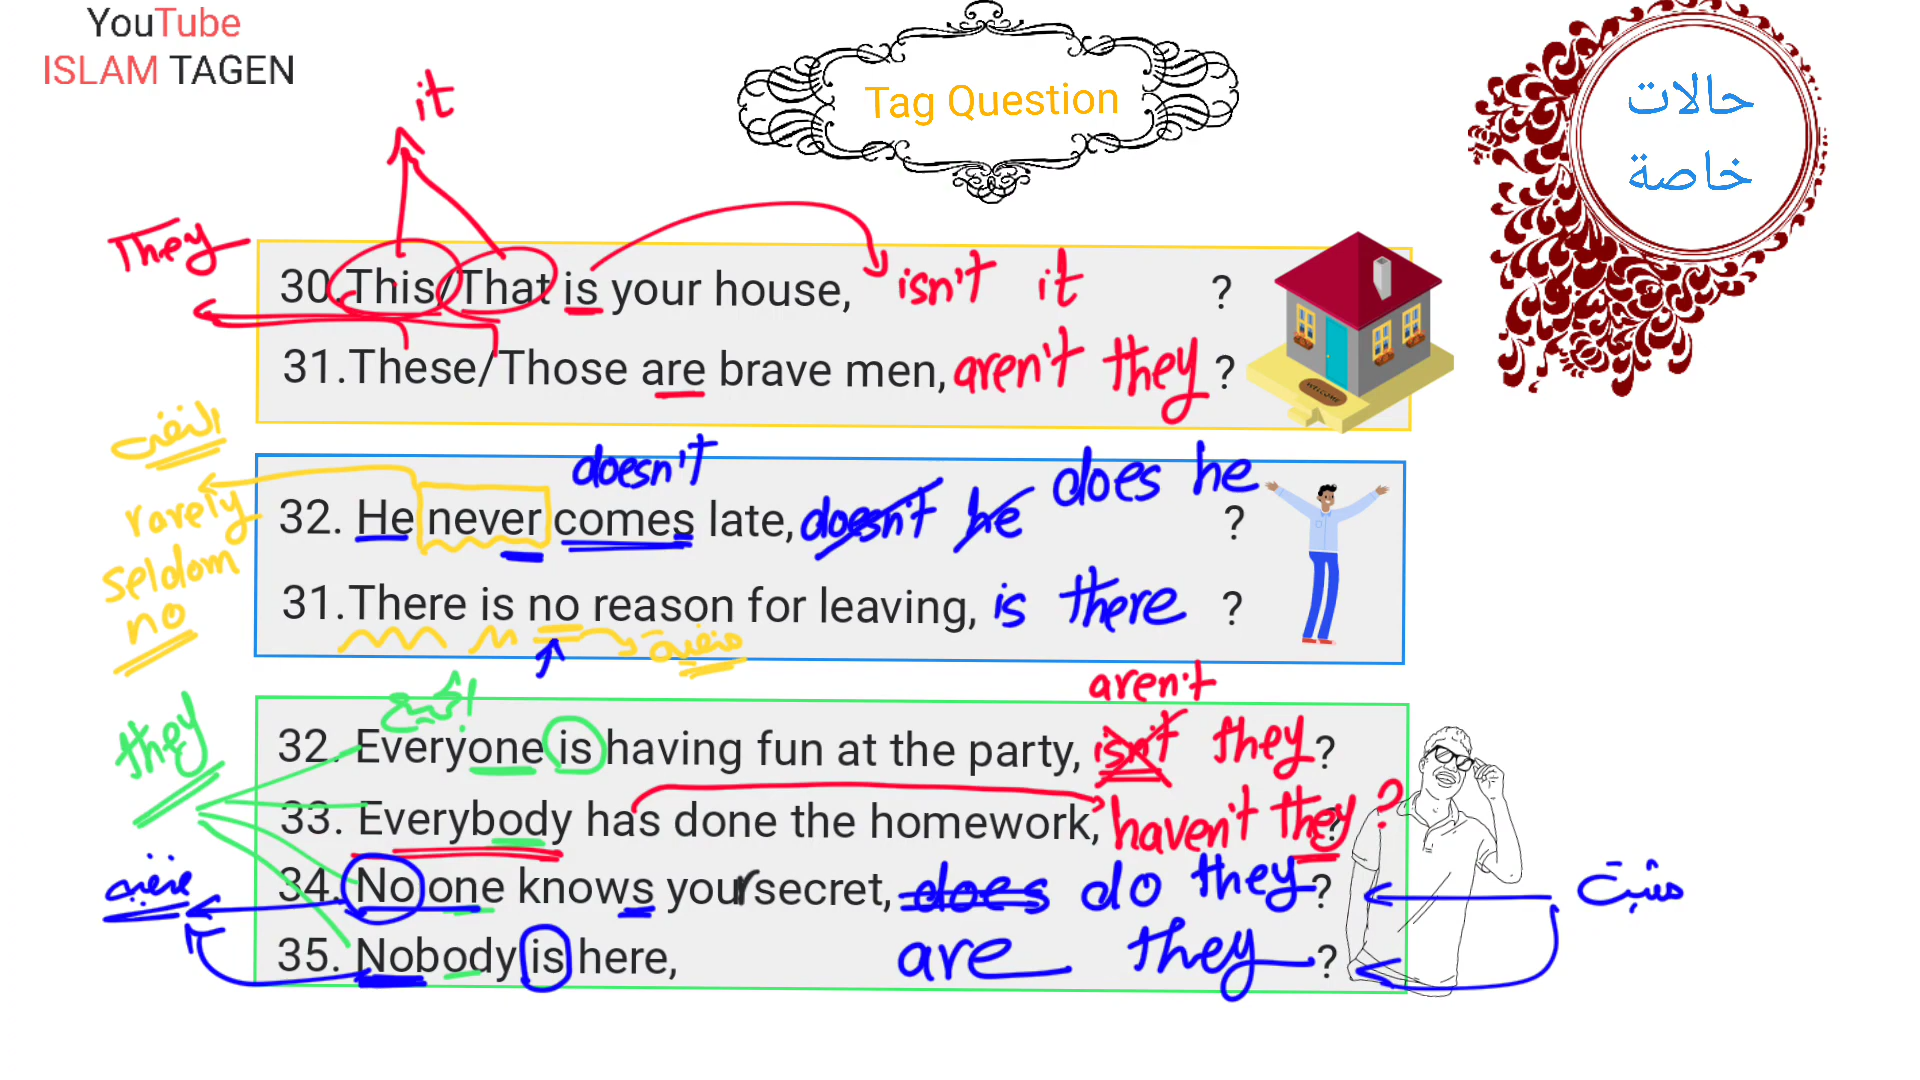 YouTube
ISLAM TAGEN
Tag Question
حالات
خاصة
it
They
30.This/That is your house, isn't it ?
31.These/Those are brave men, aren't they ?
WELCOME
النفى
rarely
seldom
no
doesn't
does he
32. He never comes late, doesn't he ?
31.There is no reason for leaving, is there ?
منفية
they
الجميع
aren't
32. Everyone is having fun at the party, isn't they?
33. Everybody has done the homework, haven't they ?
34. No one knows your secret, does do they ?
35. Nobody is here, are they ?
مثبت